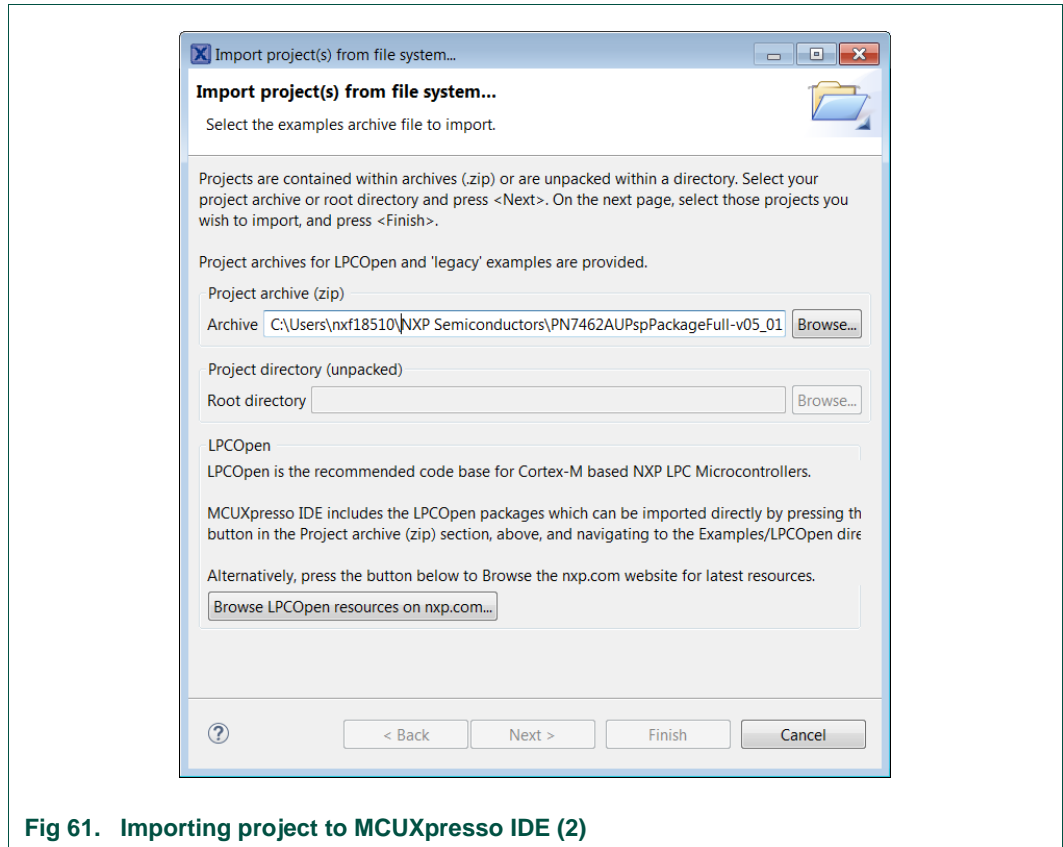 Import project(s) from file system...
Import project(s) from file system...
Select the examples archive file to import.
Projects are contained within archives (.zip) or are unpacked within a directory. Select your
project archive or root directory and press <Next>. On the next page, select those projects you
wish to import, and press <Finish>.
Project archives for LPCOpen and 'legacy' examples are provided.
Project archive (zip)
Archive C:\Users\nxf18510\NXP Semiconductors\PN7462AUPspPackageFull-v05_01 Browse...
Project directory (unpacked)
Root directory Browse...
LPCOpen
LPCOpen is the recommended code base for Cortex-M based NXP LPC Microcontrollers.
MCUXpresso IDE includes the LPCOpen packages which can be imported directly by pressing th
button in the Project archive (zip) section, above, and navigating to the Examples/LPCOpen dire
Alternatively, press the button below to Browse the nxp.com website for latest resources.
Browse LPCOpen resources on nxp.com...
? < Back Next > Finish Cancel
Fig 61. Importing project to MCUXpresso IDE (2)